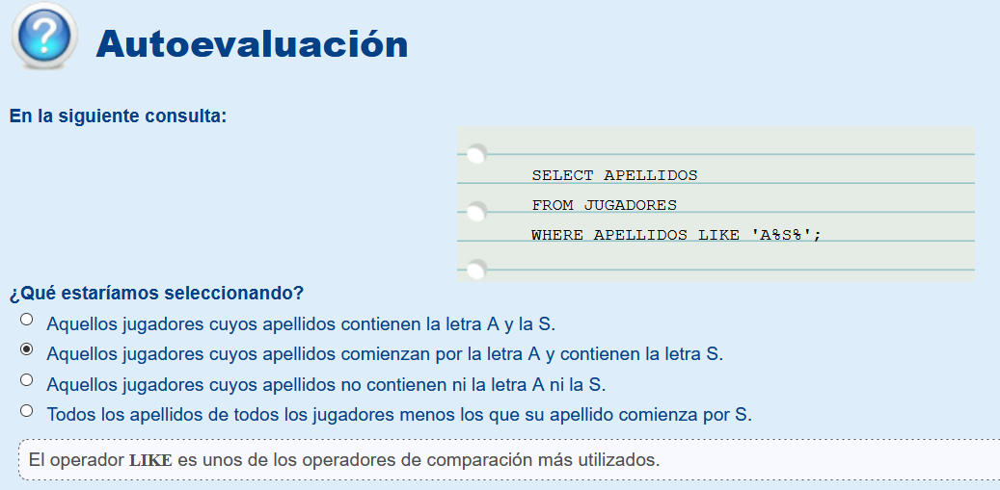 Autoevaluación
En la siguiente consulta:
SELECT APELLIDOS
FROM JUGADORES
WHERE APELLIDOS LIKE 'A%S%';
¿Qué estaríamos seleccionando?
Aquellos jugadores cuyos apellidos contienen la letra A y la S.
Aquellos jugadores cuyos apellidos comienzan por la letra A y contienen la letra S.
Aquellos jugadores cuyos apellidos no contienen ni la letra A ni la S.
Todos los apellidos de todos los jugadores menos los que su apellido comienza por S.
El operador LIKE es unos de los operadores de comparación más utilizados.